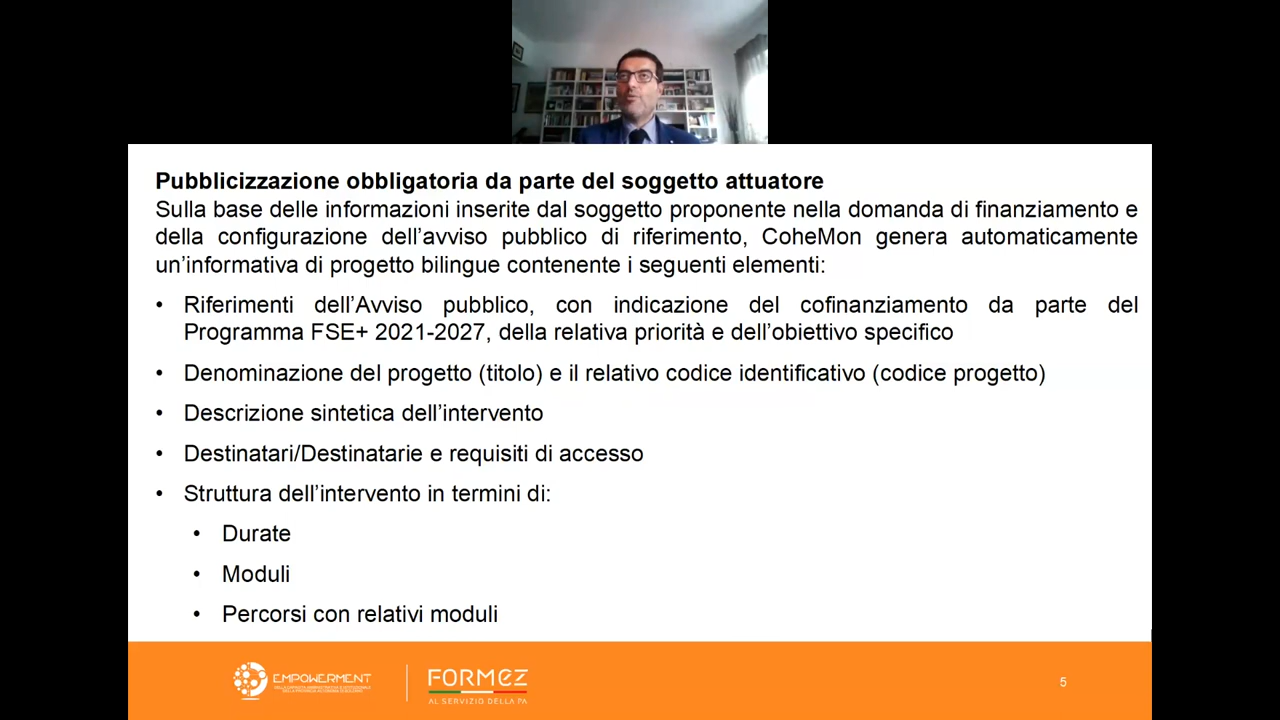 Pubblicizzazione obbligatoria da parte del soggetto attuatore
Sulla base delle informazioni inserite dal soggetto proponente nella domanda di finanziamento e
della configurazione dell’avviso pubblico di riferimento, CoheMon genera automaticamente
un’informativa di progetto bilingue contenente i seguenti elementi:
• Riferimenti dell’Avviso pubblico, con indicazione del cofinanziamento da parte del
Programma FSE+ 2021-2027, della relativa priorità e dell’obiettivo specifico
• Denominazione del progetto (titolo) e il relativo codice identificativo (codice progetto)
• Descrizione sintetica dell’intervento
• Destinatari/Destinatarie e requisiti di accesso
• Struttura dell’intervento in termini di:
• Durate
• Moduli
• Percorsi con relativi moduli
EMPOWERMENT
FORMEZ
AL SERVIZIO DELLA PA
5